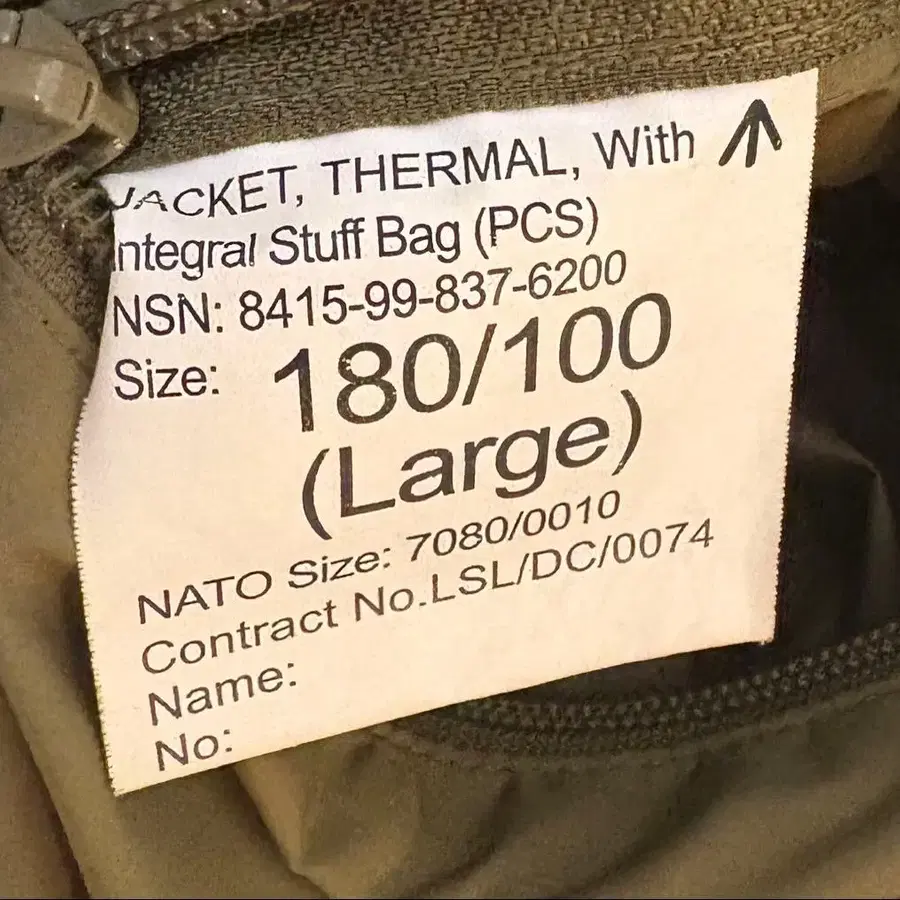 JACKET, THERMAL, With
Integral Stuff Bag (PCS)
NSN: 8415-99-837-6200
Size: 180/100
(Large)
NATO Size: 7080/0010
Contract No.LSL/DC/0074
Name:
No: